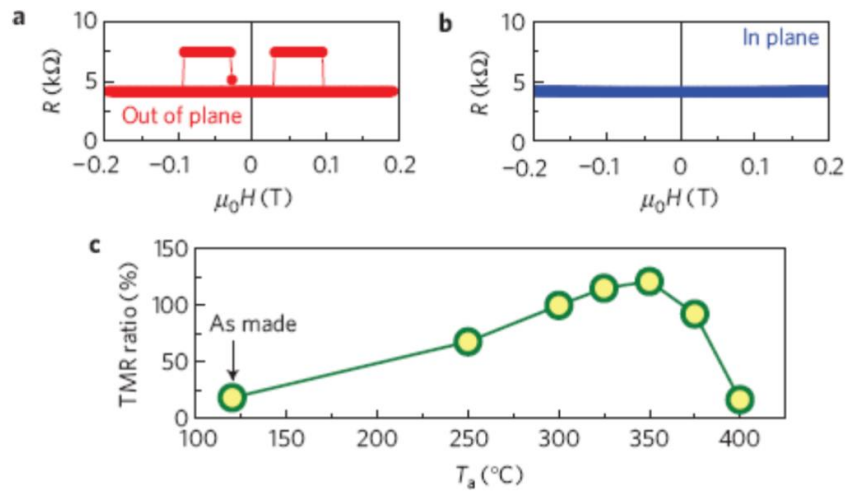 a
10
5
0
R (kΩ)
Out of plane
−0.2 −0.1 0 0.1 0.2
μ₀H (T)
b
10
5
0
R (kΩ)
In plane
−0.2 −0.1 0 0.1 0.2
μ₀H (T)
c
150
100
50
0
TMR ratio (%)
As made
100 150 200 250 300 350 400
Tₐ (°C)